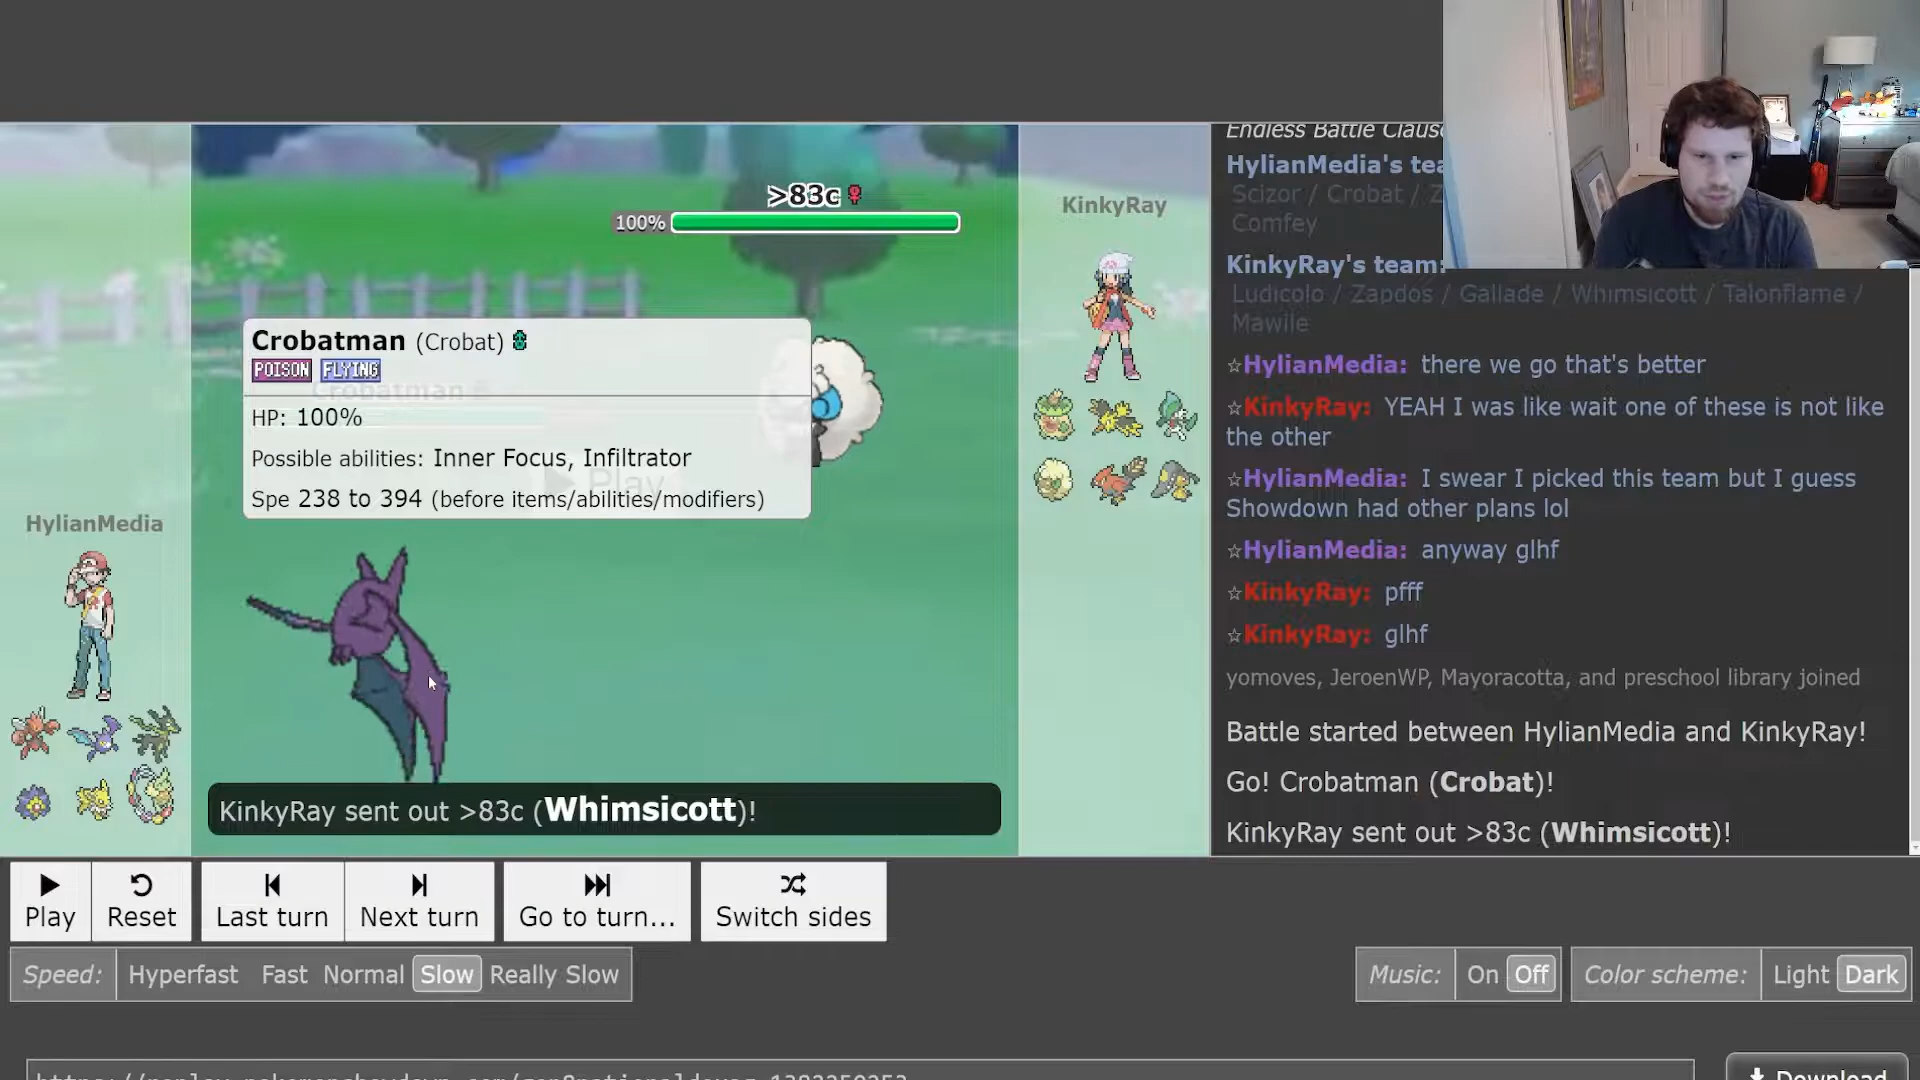 Endless Battle Clause
HylianMedia's tea
Scizor / Crobat / Z
Comfey
KinkyRay's team:
Ludicolo / Zapdos / Gallade / Whimsicott / Talonflame /
Mawile
☆HylianMedia: there we go that's better
☆KinkyRay: YEAH I was like wait one of these is not like
the other
☆HylianMedia: I swear I picked this team but I guess
Showdown had other plans lol
☆HylianMedia: anyway glhf
☆KinkyRay: pfff
☆KinkyRay: glhf
yomoves, JeroenWP, Mayoracotta, and preschool library joined
Battle started between HylianMedia and KinkyRay!
Go! Crobatman (Crobat)!
KinkyRay sent out >83c (Whimsicott)!
>83c
100%
KinkyRay
Crobatman (Crobat)
POISON FLYING
Crobatman
HP: 100%
Possible abilities: Inner Focus, Infiltrator
Play
Spe 238 to 394 (before items/abilities/modifiers)
HylianMedia
KinkyRay sent out >83c (Whimsicott)!
Play
Reset
Last turn
Next turn
Go to turn...
Switch sides
Speed: Hyperfast Fast Normal Slow Really Slow
Music: On Off
Color scheme: Light Dark
Download